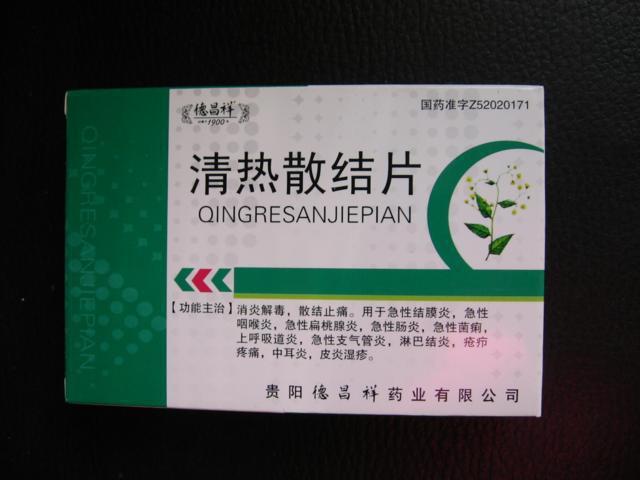 德昌祥
1900
国药准字Z52020171
清热散结片
QINGRESANJIEPIAN
QINGRESANJIEPIAN
【功能主治】消炎解毒，散结止痛。用于急性结膜炎，急性
咽喉炎，急性扁桃腺炎，急性肠炎，急性菌痢，
上呼吸道炎，急性支气管炎，淋巴结炎，疮疖
疼痛，中耳炎，皮炎湿疹。
贵阳德昌祥药业有限公司